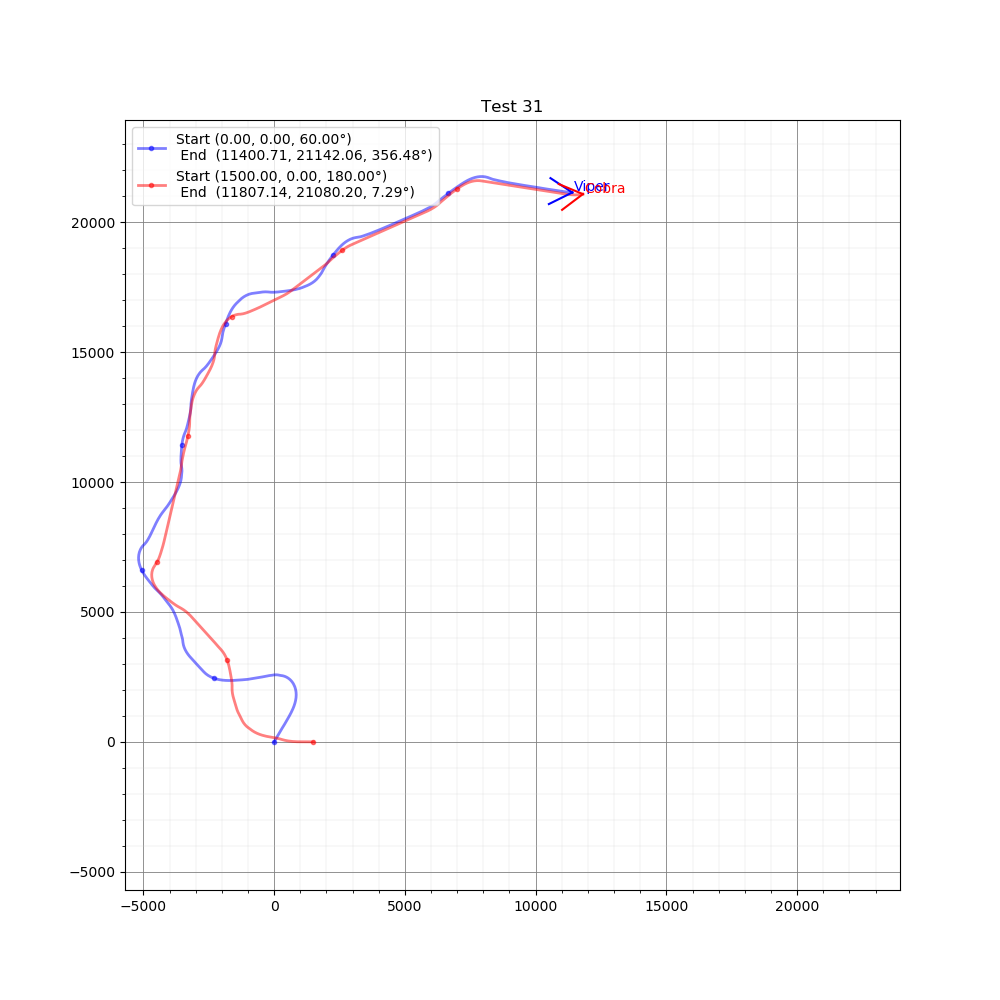 Test 31
Start (0.00, 0.00, 60.00°)
End (11400.71, 21142.06, 356.48°)
Start (1500.00, 0.00, 180.00°)
End (11807.14, 21080.20, 7.29°)
Viper
Cobra
20000
15000
10000
5000
0
−5000
−5000 0 5000 10000 15000 20000